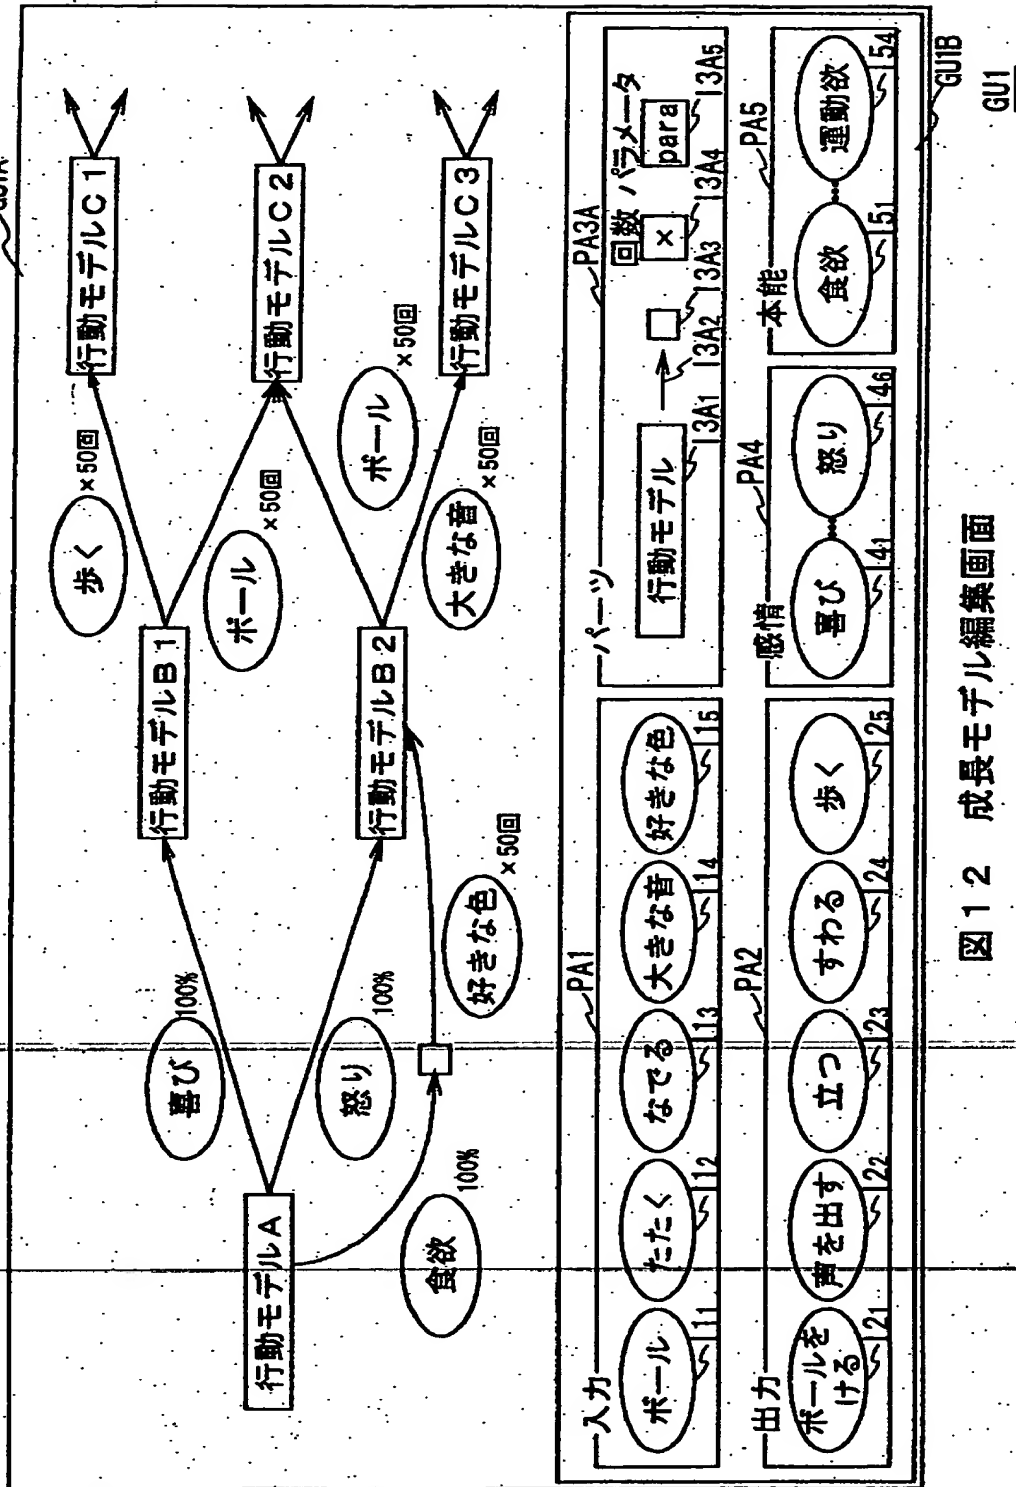 行動モデルC1
歩く ×50回
行動モデルB1
喜び 100%
ボール ×50回
行動モデルC2
行動モデルA
怒り 100%
行動モデルB2
ボール ×50回
大きな音 ×50回
行動モデルC3
食欲 100%
好きな色 ×50回
入力 PA1
ボール たたく なでる 大きな音 好きな色
11 12 13 14 15
パーツ PA3A
回数 パラメータ
行動モデル × para
13A1 13A2 13A3 13A4 13A5
出力 PA2
ボールを
ける
声を出す 立つ すわる 歩く
21 22 23 24 25
感情 PA4
喜び 怒り
41 46
本能 PA5
食欲 運動欲
51 54
GU1B
図12 成長モデル編集画面
GU1